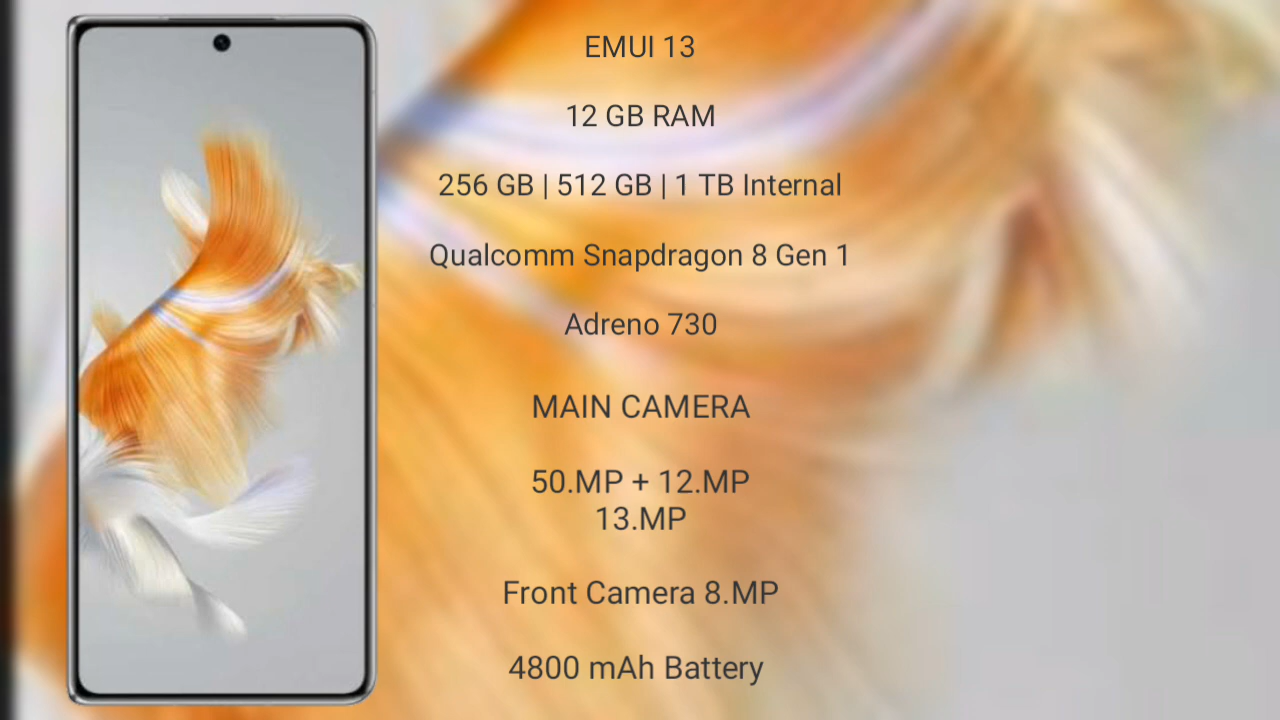 EMUI 13
12 GB RAM
256 GB | 512 GB | 1 TB Internal
Qualcomm Snapdragon 8 Gen 1
Adreno 730
MAIN CAMERA
50.MP + 12.MP
13.MP
Front Camera 8.MP
4800 mAh Battery